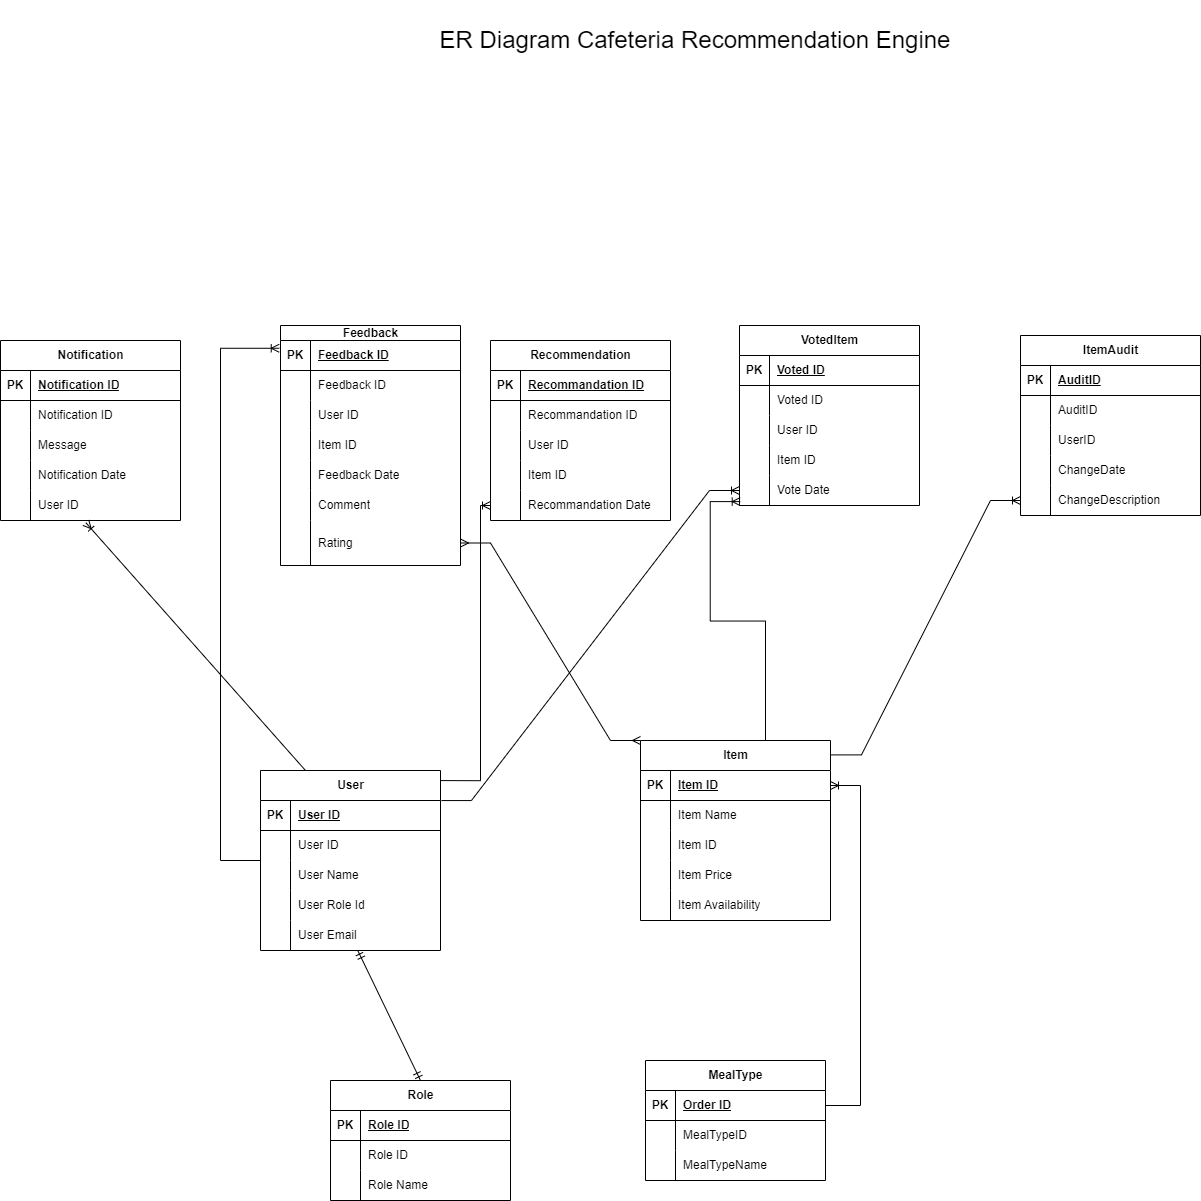 ER Diagram Cafeteria Recommendation Engine
Notification
PK Notification ID
Notification ID
Message
Notification Date
User ID
Feedback
PK Feedback ID
Feedback ID
User ID
Item ID
Feedback Date
Comment
Rating
Recommendation
PK Recommandation ID
Recommandation ID
User ID
Item ID
Recommandation Date
VotedItem
PK Voted ID
Voted ID
User ID
Item ID
Vote Date
ItemAudit
PK AuditID
AuditID
UserID
ChangeDate
ChangeDescription
User
PK User ID
User ID
User Name
User Role Id
User Email
Item
PK Item ID
Item Name
Item ID
Item Price
Item Availability
Role
PK Role ID
Role ID
Role Name
MealType
PK Order ID
MealTypeID
MealTypeName